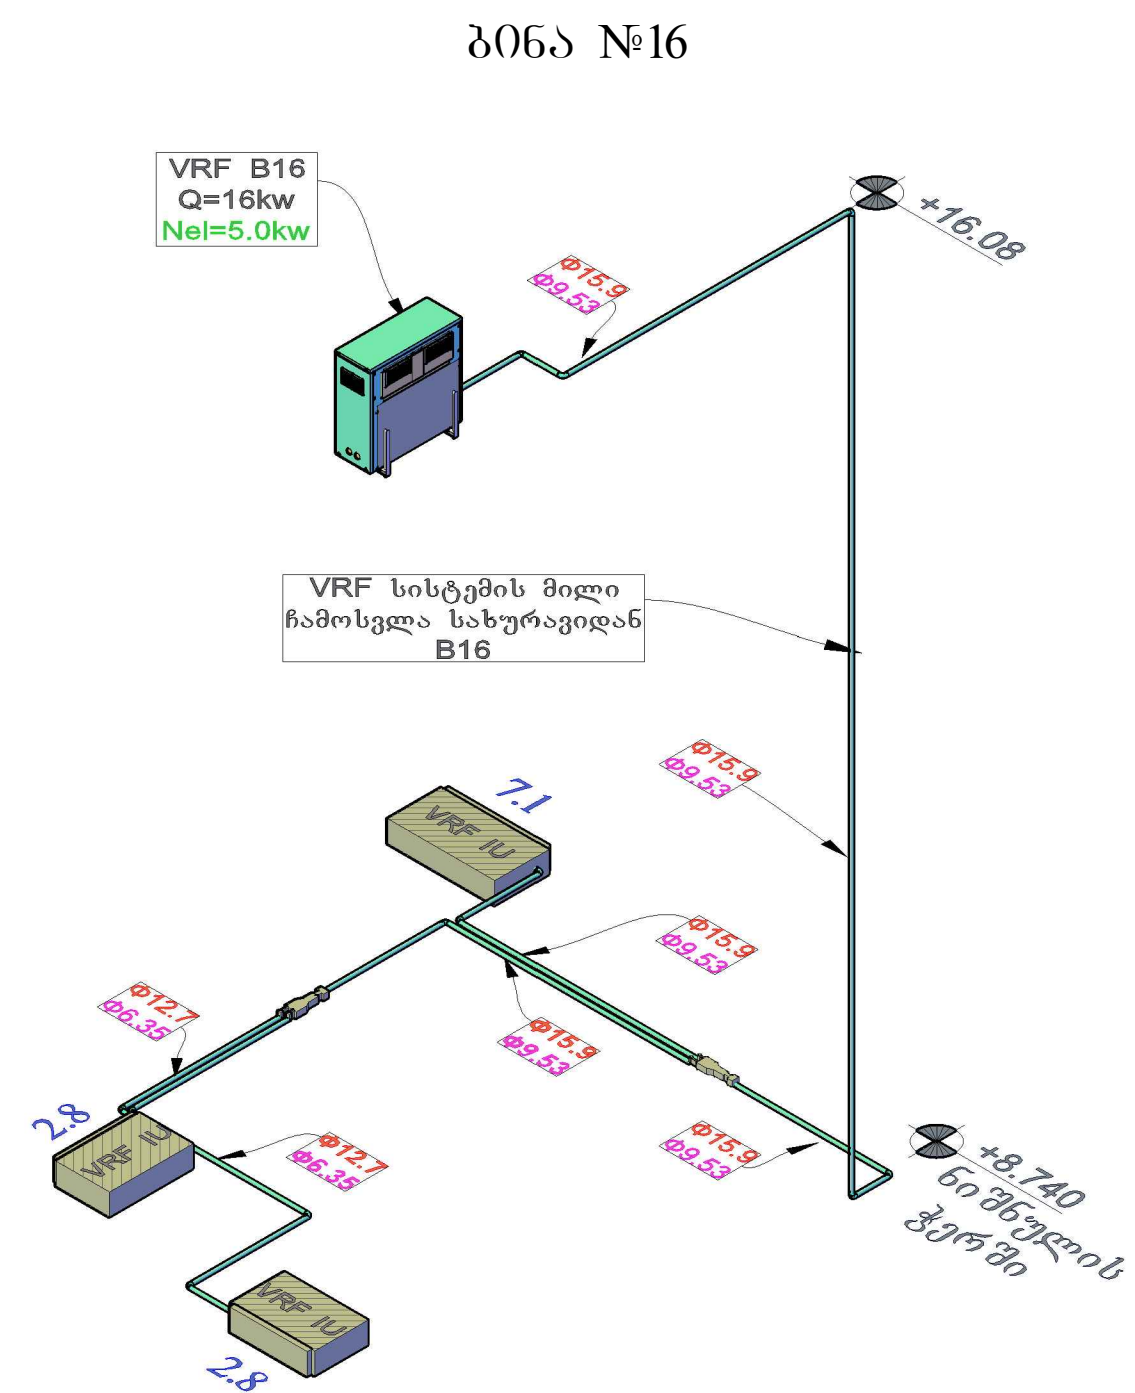 ბინა №16
VRF B16
Q=16kw
Nel=5.0kw
+16.08
Φ15.9
Φ9.53
VRF სისტემის მილი
ჩამოსვლა სახურავიდან
B16
Φ15.9
Φ9.53
7.1
VRF IU
Φ15.9
Φ9.53
Φ12.7
Φ6.35
Φ15.9
Φ9.53
2.8
VRF IU
Φ12.7
Φ6.35
Φ15.9
Φ9.53
+8.740
ნიშნულის
ჭერში
VRF IU
2.8